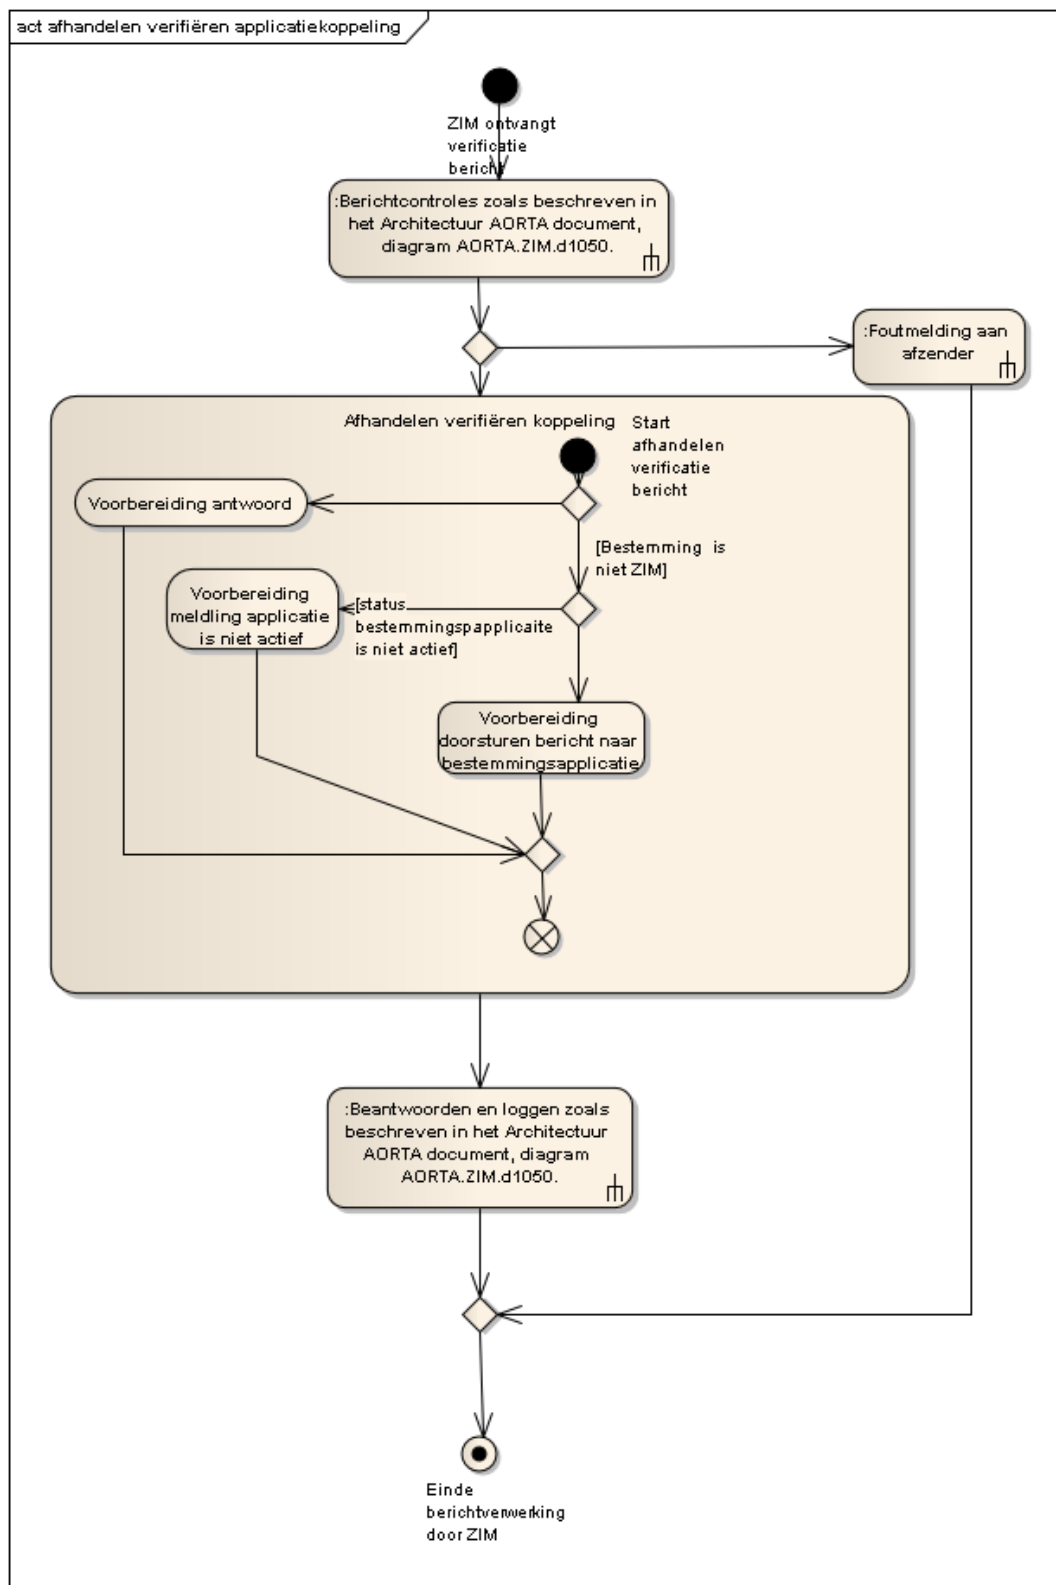 act afhandelen verifiëren applicatiekoppeling
ZIM ontvangt
verificatie
bericht
:Berichtcontroles zoals beschreven in
het Architectuur AORTA document,
diagram AORTA.ZIM.d1050.
:Foutmelding aan
afzender
Afhandelen verifiëren koppeling
Start
afhandelen
verificatie
bericht
Voorbereiding antwoord
[Bestemming is
niet ZIM]
Voorbereiding
meldling applicatie
is niet actief
[status
bestemmingspapplicaite
is niet actief]
Voorbereiding
doorsturen bericht naar
bestemmingsapplicatie
:Beantwoorden en loggen zoals
beschreven in het Architectuur
AORTA document, diagram
AORTA.ZIM.d1050.
Einde
berichtverwerking
door ZIM